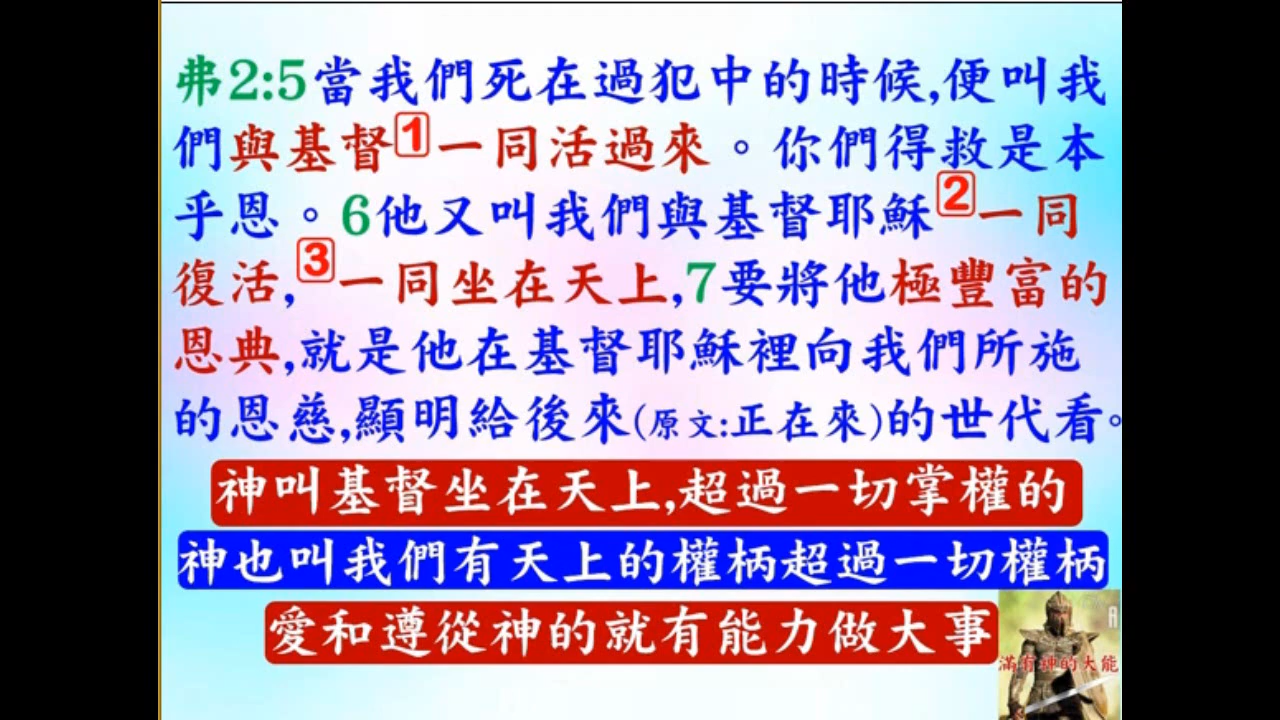 弗2:5當我們死在過犯中的時候,便叫我
們與基督1一同活過來。你們得救是本
乎恩。6他又叫我們與基督耶穌2一同
復活,3一同坐在天上,7要將他極豐富的
恩典,就是他在基督耶穌裡向我們所施
的恩慈,顯明給後來(原文:正在來)的世代看。
神叫基督坐在天上,超過一切掌權的
神也叫我們有天上的權柄超過一切權柄
愛和遵從神的就有能力做大事
滿有神的大能